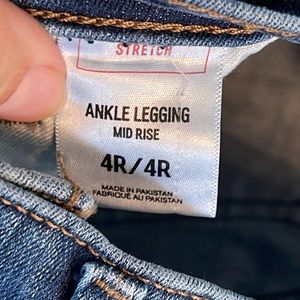 STRETCH
ANKLE LEGGING
MID RISE
4R/4R
MADE IN PAKISTAN
FABRIQUÉ AU PAKISTAN